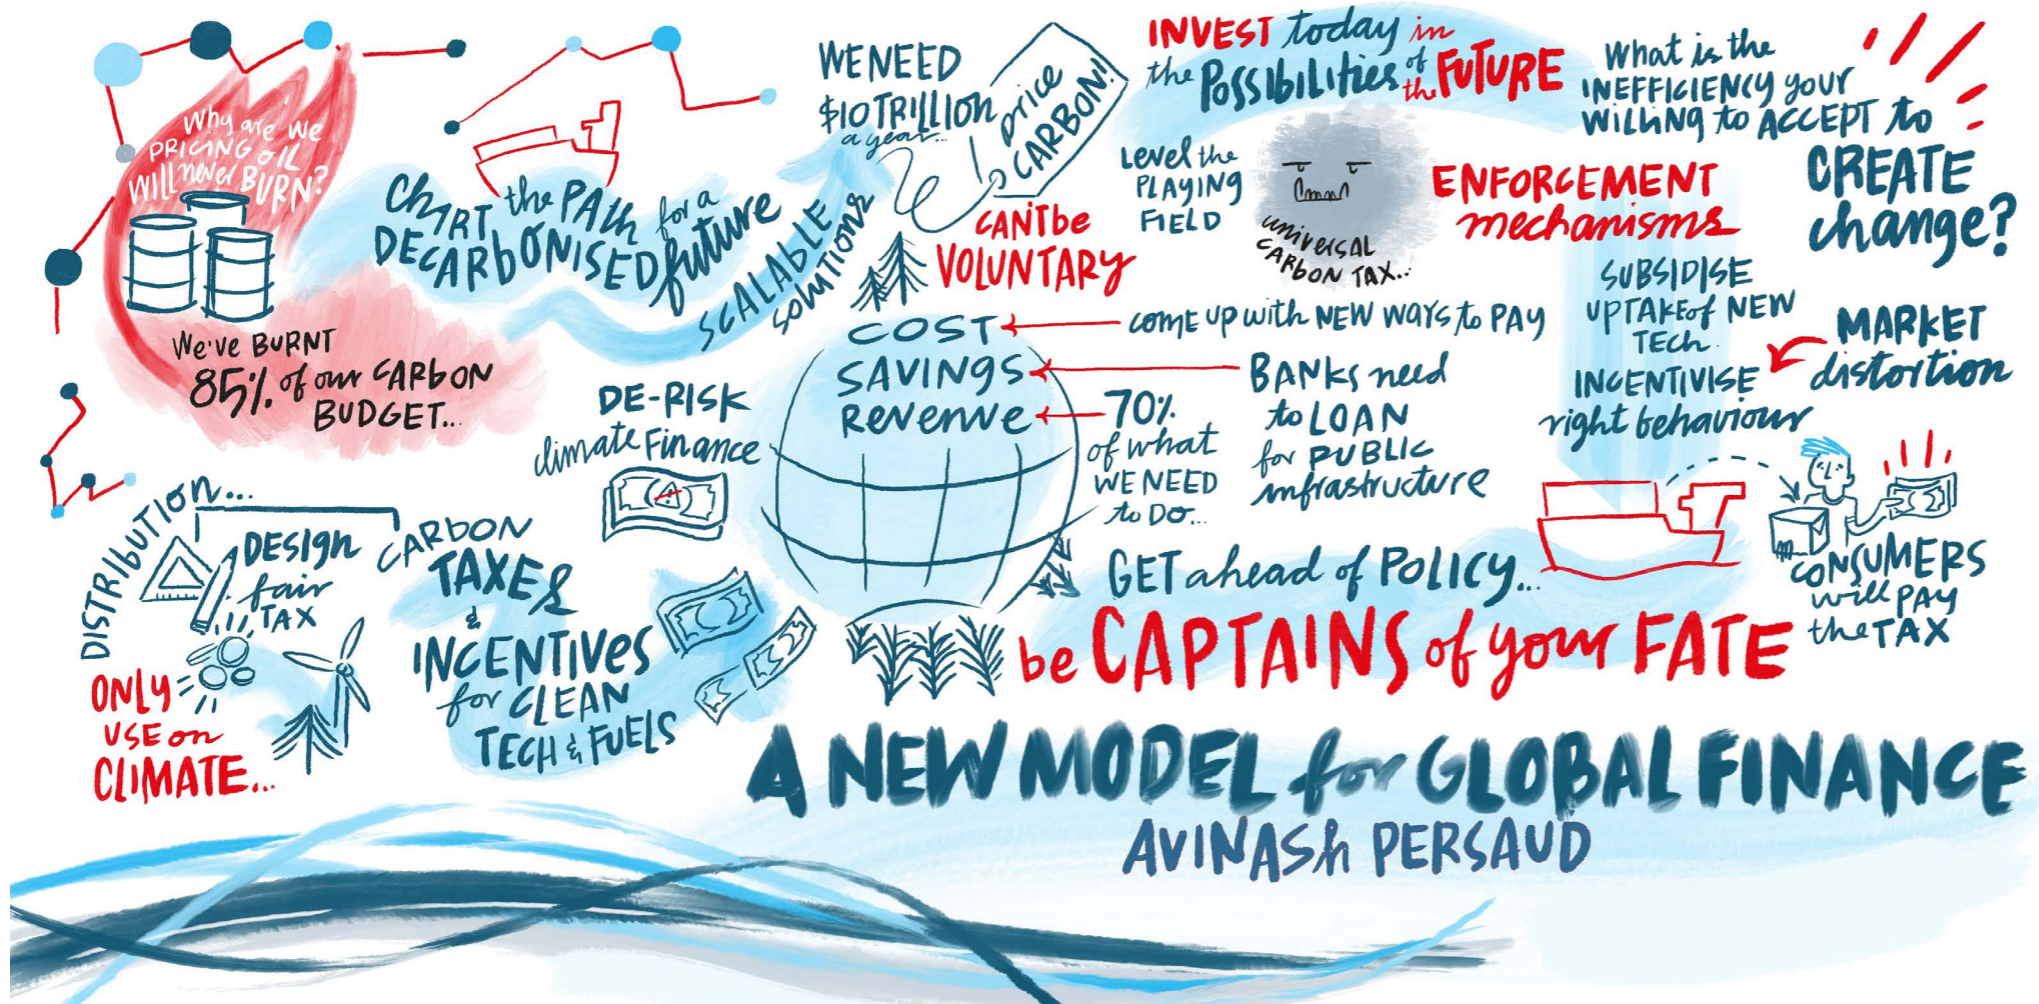 Why are we
PRICING OIL
WILL never BURN?
We've BURNT
85% of our CARBON
BUDGET...
CHART the PATH for a
DECARBONISED future
SCALABLE
solutions
WE NEED
$10 TRILLION
a year...
price
CARBON!
CAN'T be
VOLUNTARY
INVEST today in
the POSSIBILITIES of
the FUTURE
LEVEL the
PLAYING
FIELD
UNIVERSAL
CARBON TAX...
ENFORCEMENT
mechanisms
What is the
INEFFICIENCY your
WILLING to ACCEPT to
CREATE
change?
SUBSIDISE
UPTAKE of NEW
TECH
INCENTIVISE
right behaviour
MARKET
distortion
COST
SAVINGS
Revenue
COME UP with NEW WAYS to PAY
BANKS need
to LOAN
for PUBLIC
infrastructure
70%
of what
WE NEED
to DO...
DE-RISK
climate Finance
DISTRIBUTION...
DESIGN
fair
TAX
ONLY
USE on
CLIMATE...
CARBON
TAXES
&
INCENTIVES
for CLEAN
TECH & FUELS
GET ahead of POLICY...
be CAPTAINS of your FATE
CONSUMERS
will PAY
the TAX
A NEW MODEL for GLOBAL FINANCE
AVINASH PERSAUD